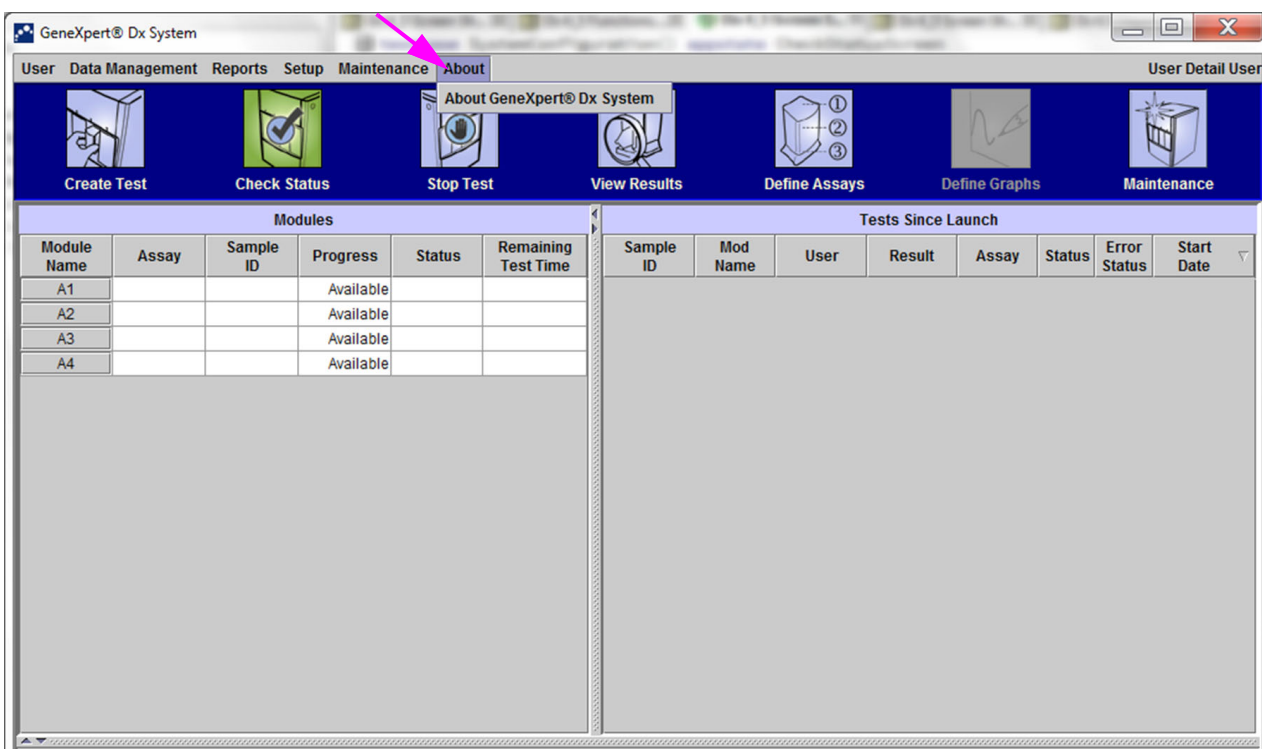 GeneXpert® Dx System
User Data Management Reports Setup Maintenance About User Detail User
About GeneXpert® Dx System
① ② ③
Create Test Check Status Stop Test View Results Define Assays Define Graphs Maintenance
Modules
Module Name Assay Sample ID Progress Status Remaining Test Time
A1 Available
A2 Available
A3 Available
A4 Available
Tests Since Launch
Sample ID Mod Name User Result Assay Status Error Status Start Date